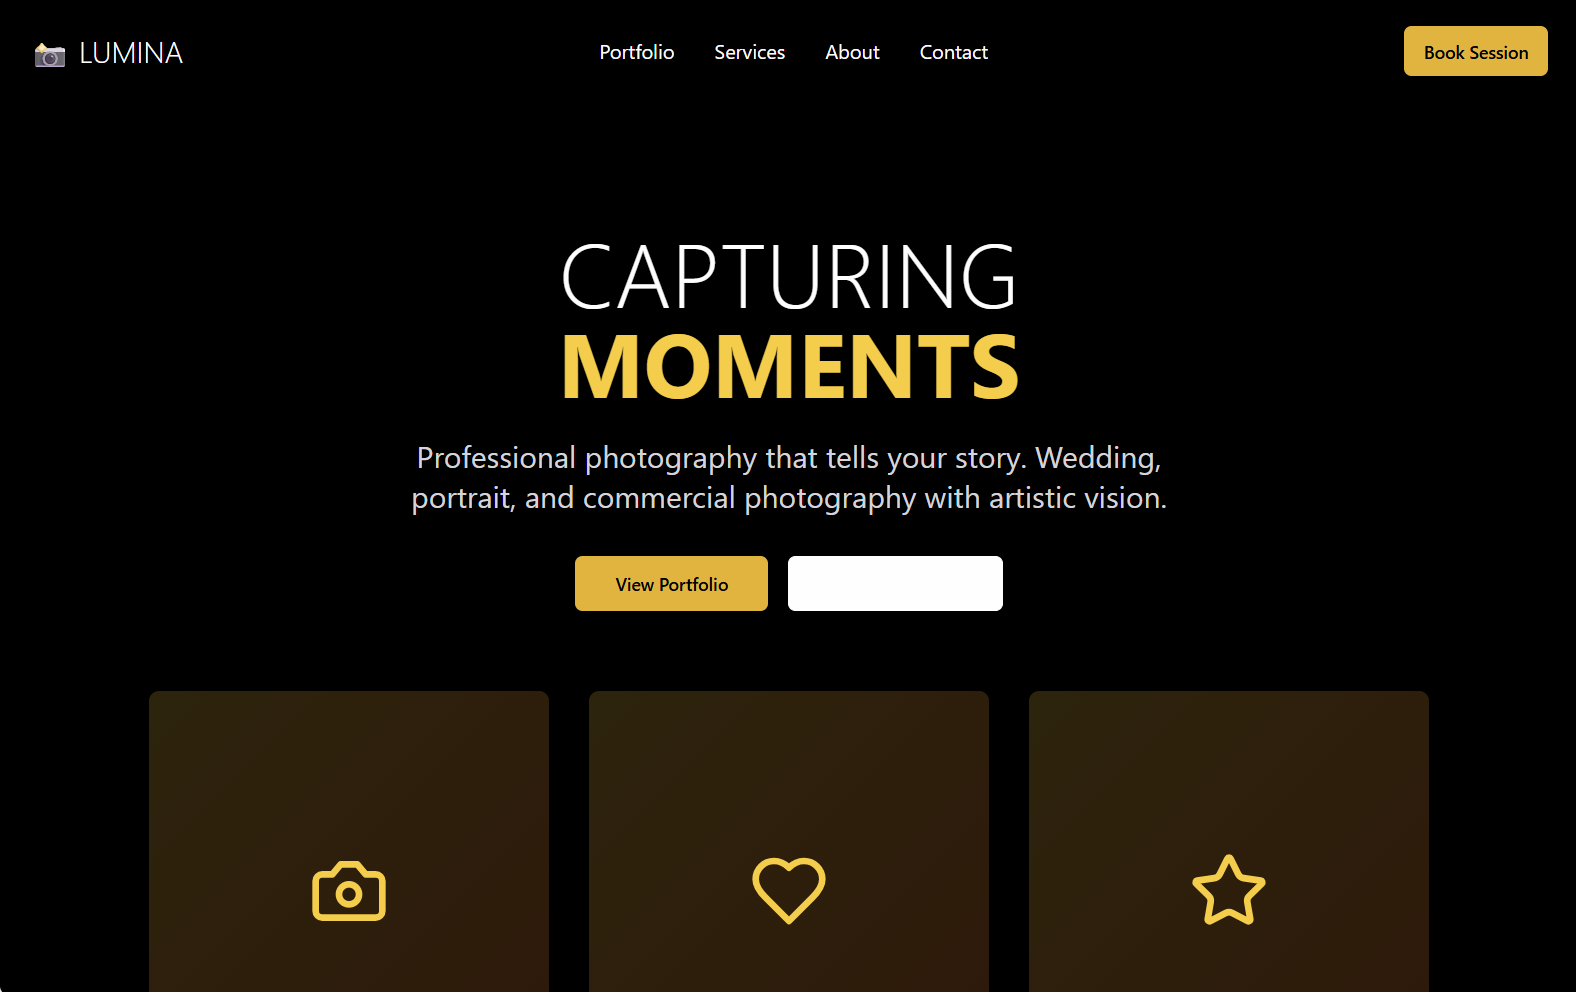 LUMINA
Portfolio
Services
About
Contact
Book Session
CAPTURING
MOMENTS
Professional photography that tells your story. Wedding,
portrait, and commercial photography with artistic vision.
View Portfolio